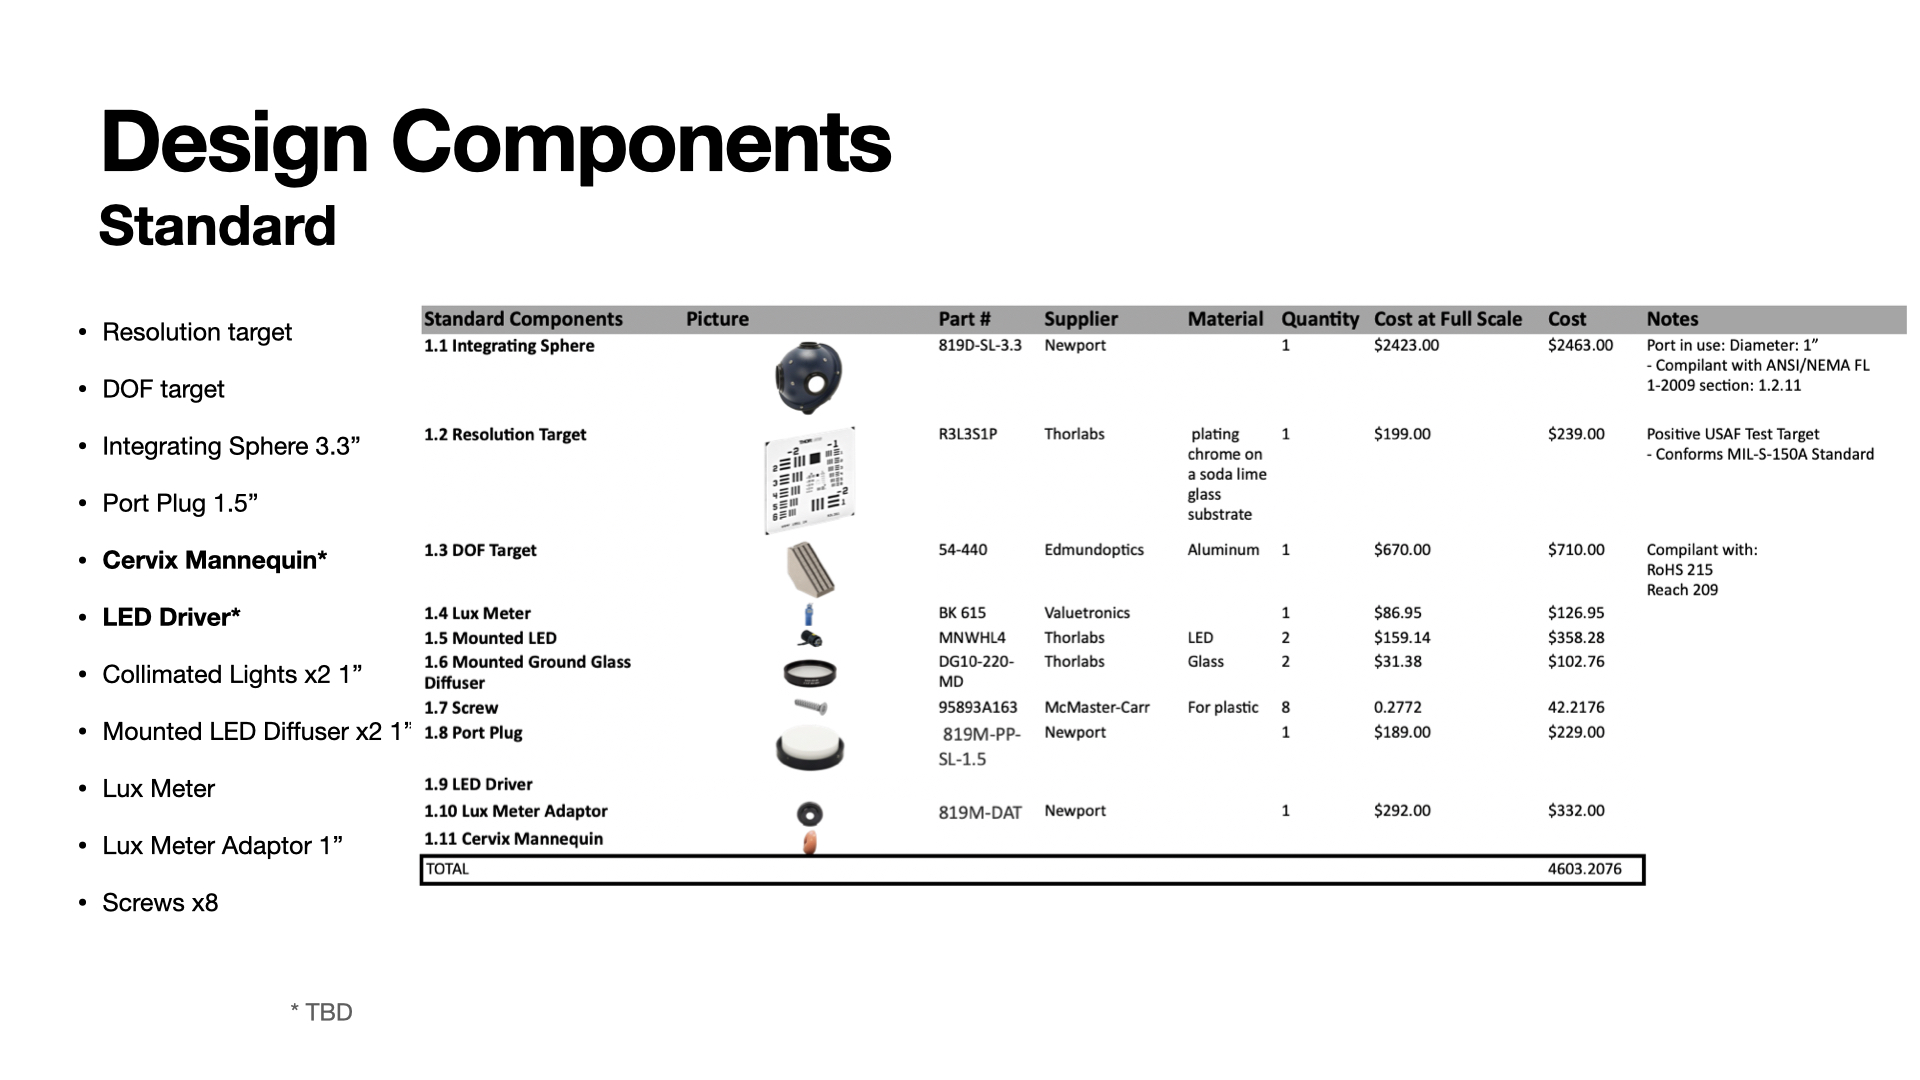 Design Components
Standard
• Resolution target
• DOF target
• Integrating Sphere 3.3”
• Port Plug 1.5”
• Cervix Mannequin*
• LED Driver*
• Collimated Lights x2 1”
• Mounted LED Diffuser x2 1”
• Lux Meter
• Lux Meter Adaptor 1”
• Screws x8
* TBD
Standard Components Picture Part # Supplier Material Quantity Cost at Full Scale Cost Notes
1.1 Integrating Sphere 819D-SL-3.3 Newport 1 $2423.00 $2463.00 Port in use: Diameter: 1”
- Compilant with ANSI/NEMA FL
1-2009 section: 1.2.11
1.2 Resolution Target R3L3S1P Thorlabs plating 1 $199.00 $239.00 Positive USAF Test Target
chrome on - Conforms MIL-S-150A Standard
a soda lime
glass
substrate
1.3 DOF Target 54-440 Edmundoptics Aluminum 1 $670.00 $710.00 Compilant with:
RoHS 215
Reach 209
1.4 Lux Meter BK 615 Valuetronics 1 $86.95 $126.95
1.5 Mounted LED MNWHL4 Thorlabs LED 2 $159.14 $358.28
1.6 Mounted Ground Glass DG10-220- Thorlabs Glass 2 $31.38 $102.76
Diffuser MD
1.7 Screw 95893A163 McMaster-Carr For plastic 8 0.2772 42.2176
1.8 Port Plug 819M-PP- Newport 1 $189.00 $229.00
SL-1.5
1.9 LED Driver
1.10 Lux Meter Adaptor 819M-DAT Newport 1 $292.00 $332.00
1.11 Cervix Mannequin
TOTAL 4603.2076